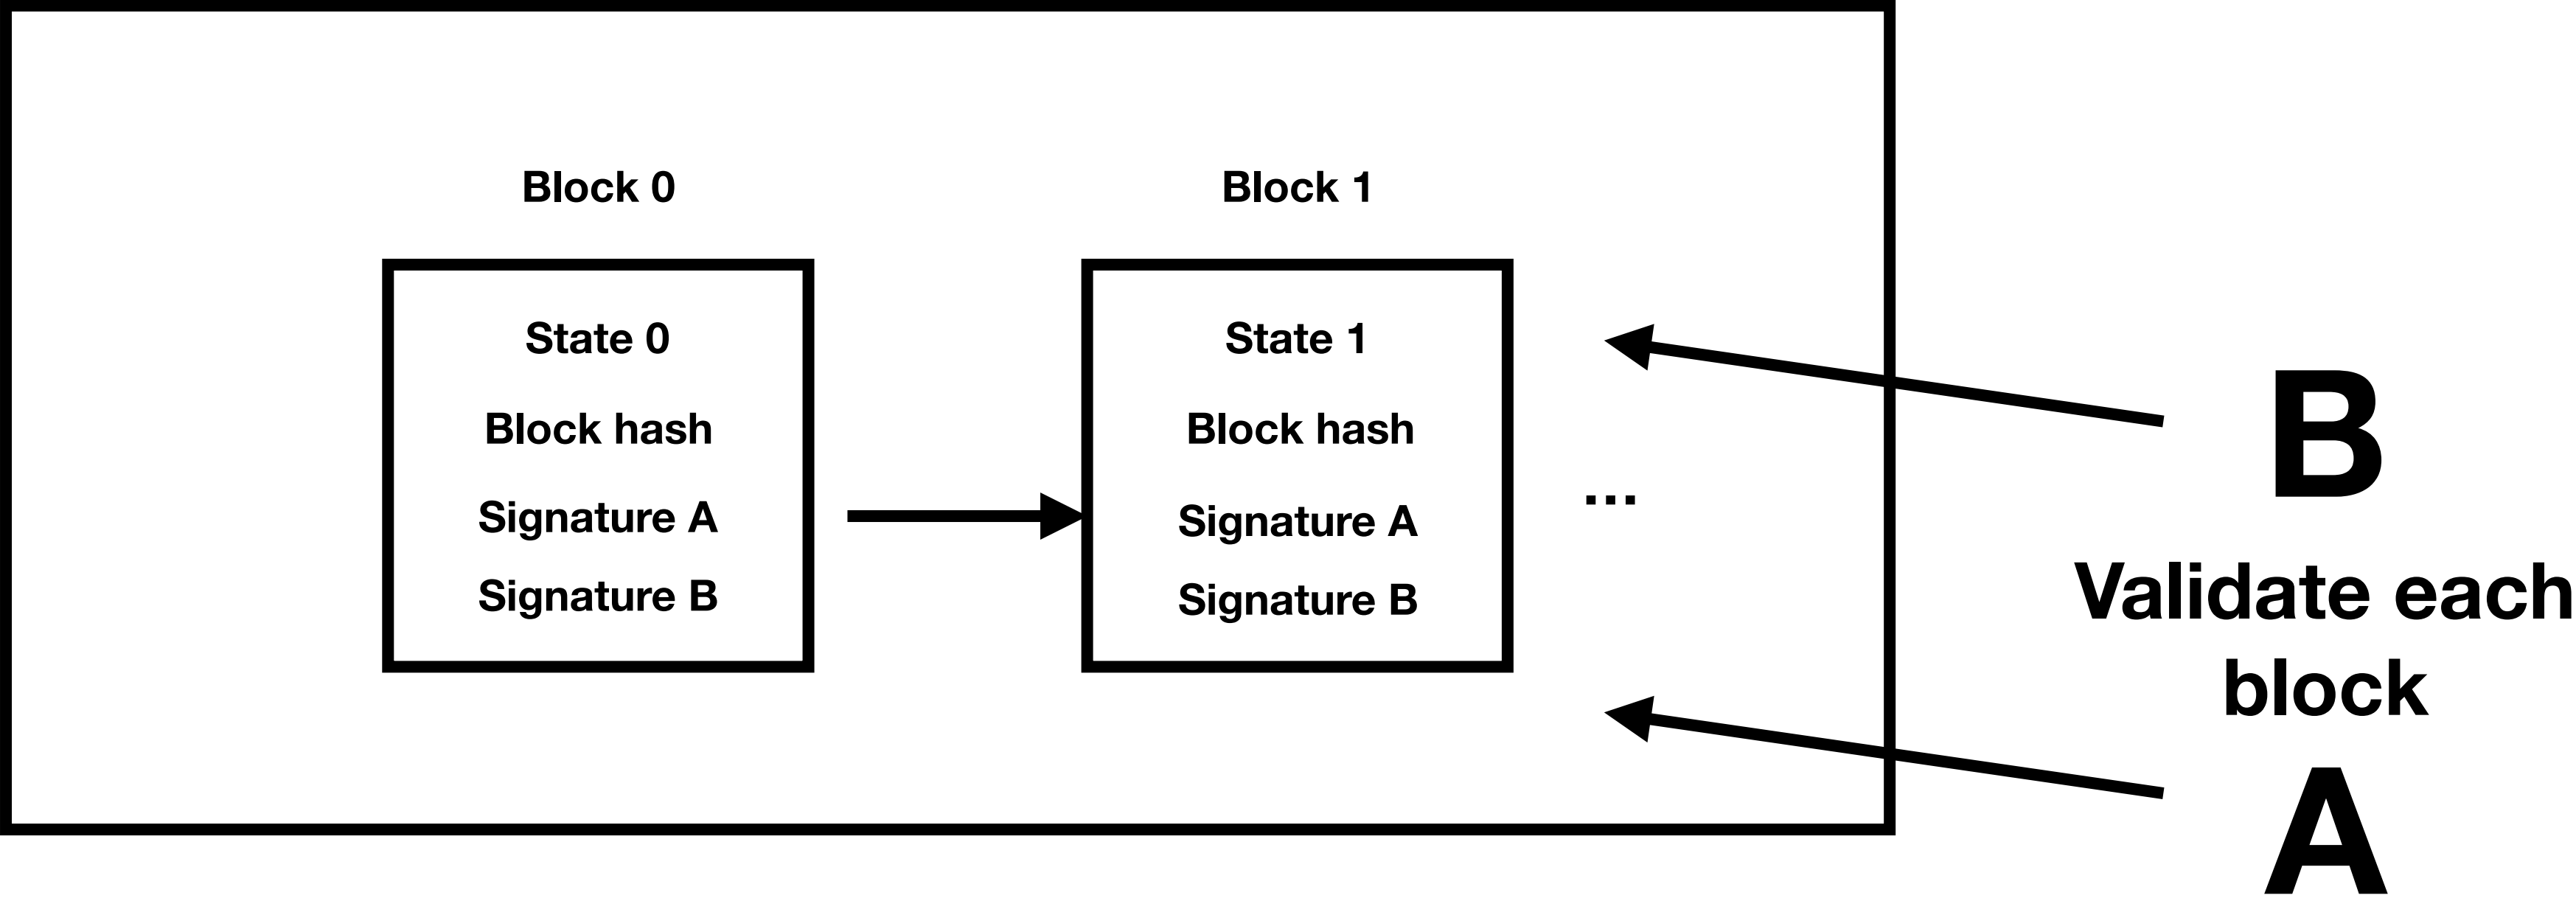 Block 0
State 0
Block hash
Signature A
Signature B
Block 1
State 1
Block hash
Signature A
Signature B
...
B
Validate each
block
A